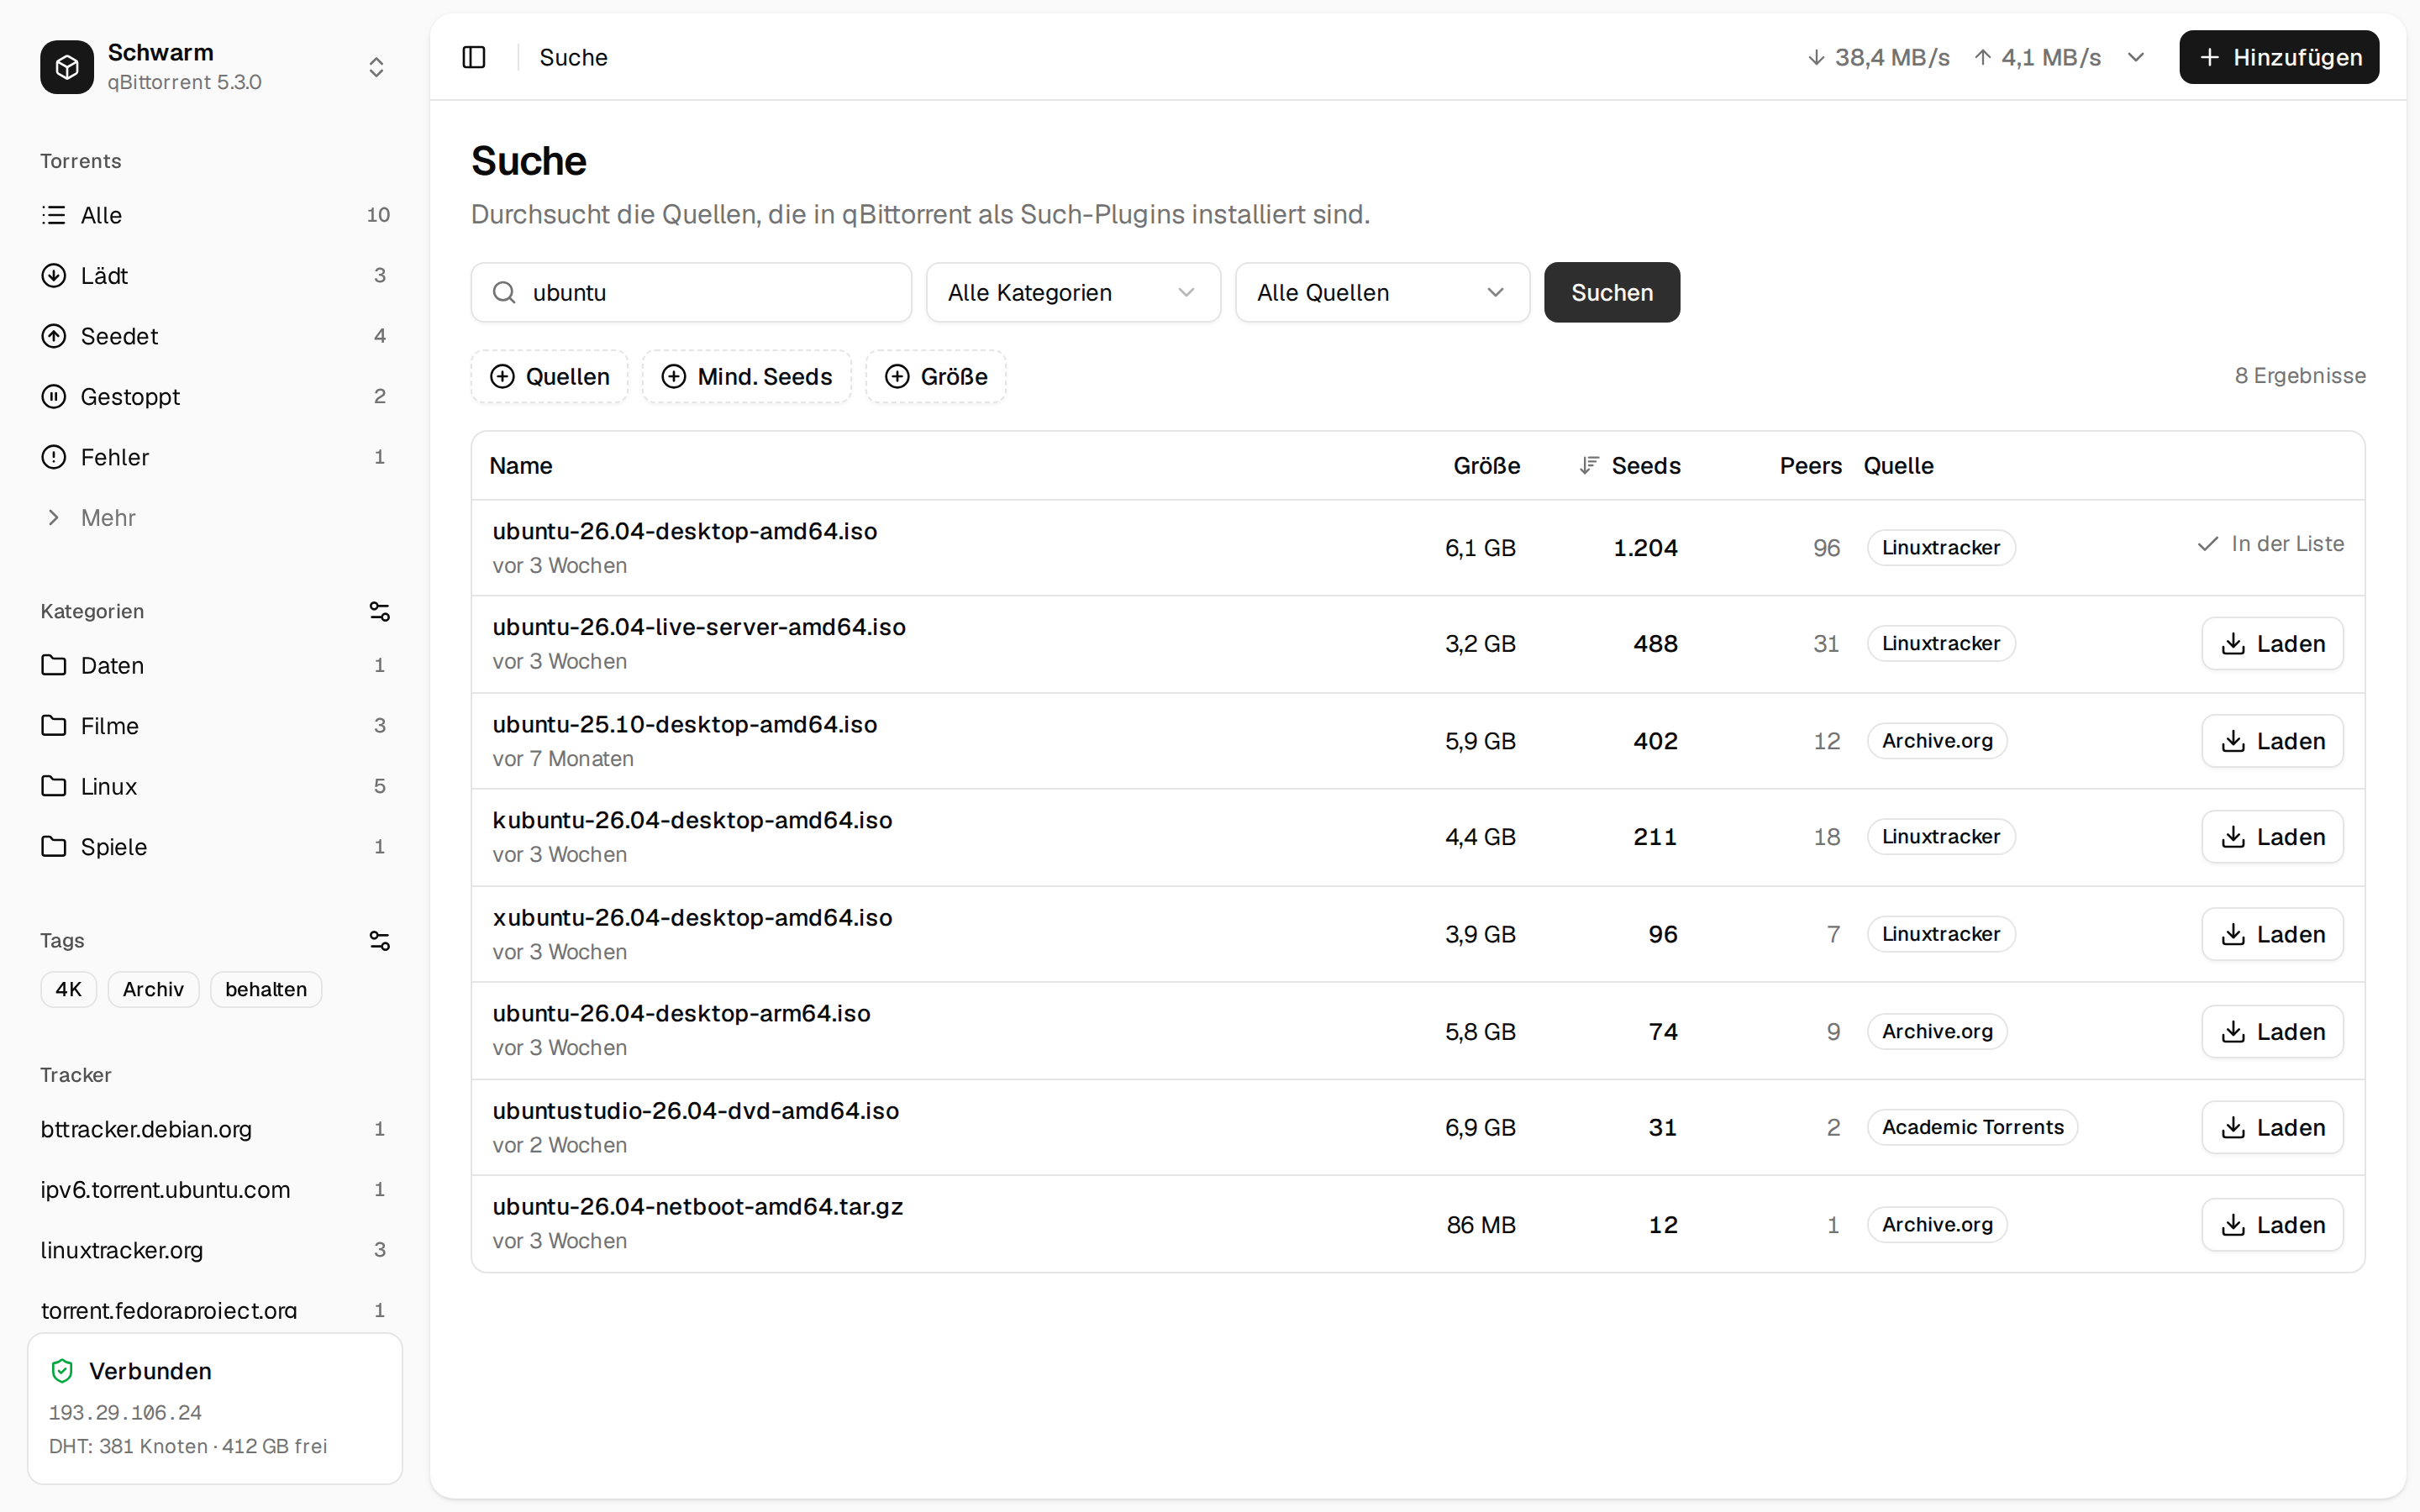 Schwarm
qBittorrent 5.3.0
Torrents
Alle 10
Lädt 3
Seedet 4
Gestoppt 2
Fehler 1
Mehr
Kategorien
Daten 1
Filme 3
Linux 5
Spiele 1
Tags
4K Archiv behalten
Tracker
bttracker.debian.org 1
ipv6.torrent.ubuntu.com 1
linuxtracker.org 3
torrent.fedoraproject.org 1
Verbunden
193.29.106.24
DHT: 381 Knoten · 412 GB frei
Suche 38,4 MB/s 4,1 MB/s Hinzufügen
Suche
Durchsucht die Quellen, die in qBittorrent als Such-Plugins installiert sind.
ubuntu Alle Kategorien Alle Quellen Suchen
Quellen Mind. Seeds Größe 8 Ergebnisse
Name Größe Seeds Peers Quelle
ubuntu-26.04-desktop-amd64.iso 6,1 GB 1.204 96 Linuxtracker In der Liste
vor 3 Wochen
ubuntu-26.04-live-server-amd64.iso 3,2 GB 488 31 Linuxtracker Laden
vor 3 Wochen
ubuntu-25.10-desktop-amd64.iso 5,9 GB 402 12 Archive.org Laden
vor 7 Monaten
kubuntu-26.04-desktop-amd64.iso 4,4 GB 211 18 Linuxtracker Laden
vor 3 Wochen
xubuntu-26.04-desktop-amd64.iso 3,9 GB 96 7 Linuxtracker Laden
vor 3 Wochen
ubuntu-26.04-desktop-arm64.iso 5,8 GB 74 9 Archive.org Laden
vor 3 Wochen
ubuntustudio-26.04-dvd-amd64.iso 6,9 GB 31 2 Academic Torrents Laden
vor 2 Wochen
ubuntu-26.04-netboot-amd64.tar.gz 86 MB 12 1 Archive.org Laden
vor 3 Wochen